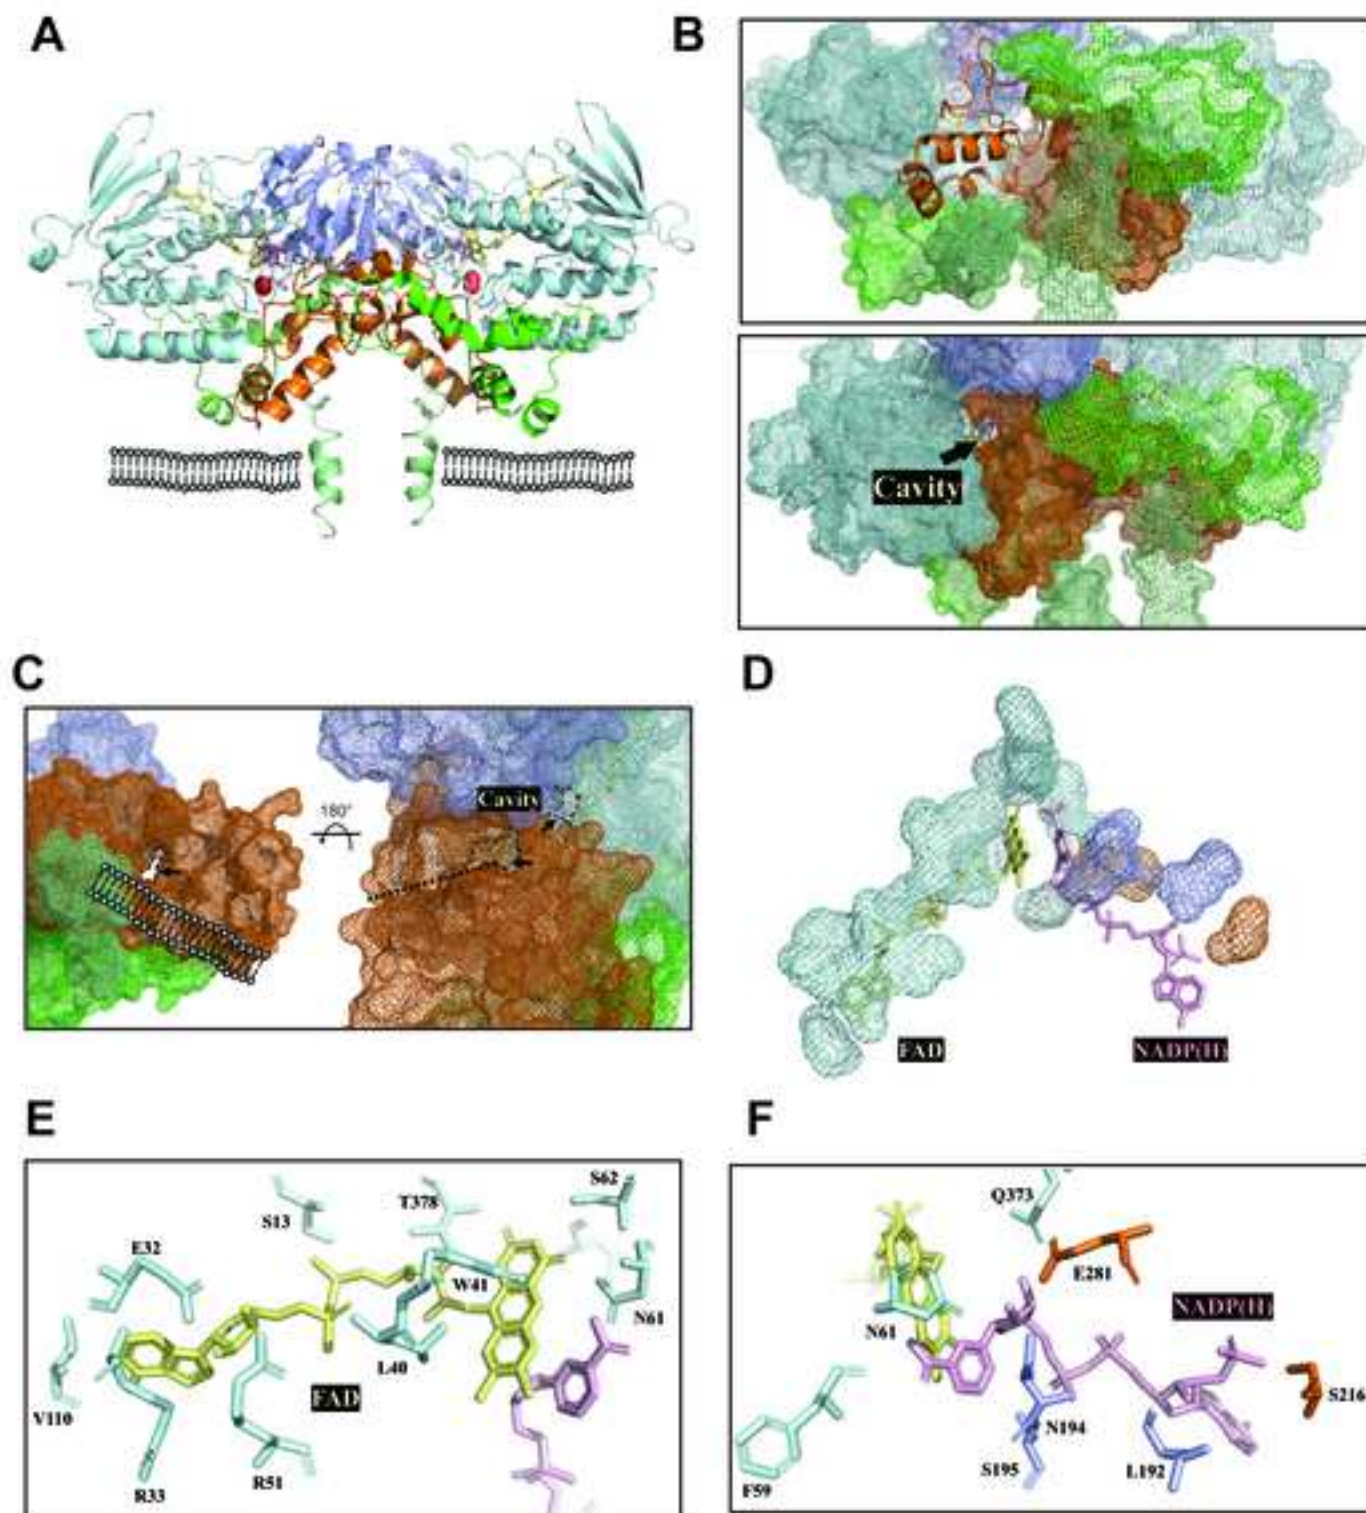 A
B
Cavity
C
180°
Cavity
D
FAD
NADP(H)
E
S62
S13
T378
E32
W41
N61
L40
FAD
V110
R51
R33
F
Q373
E281
NADP(H)
N61
S216
N194
S195
L192
F59